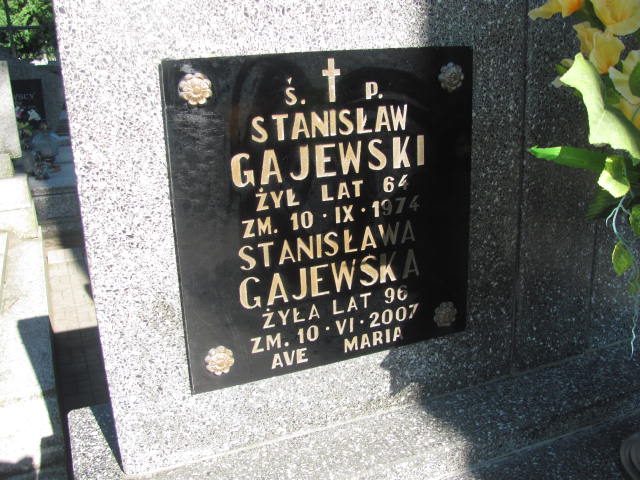 Ś. P.
STANISŁAW
GAJEWSKI
ŻYŁ LAT 64
ZM. 10·IX·1974
STANISŁAWA
GAJEWSKA
ŻYŁA LAT 96
ZM. 10·VI·2007
AVE MARIA